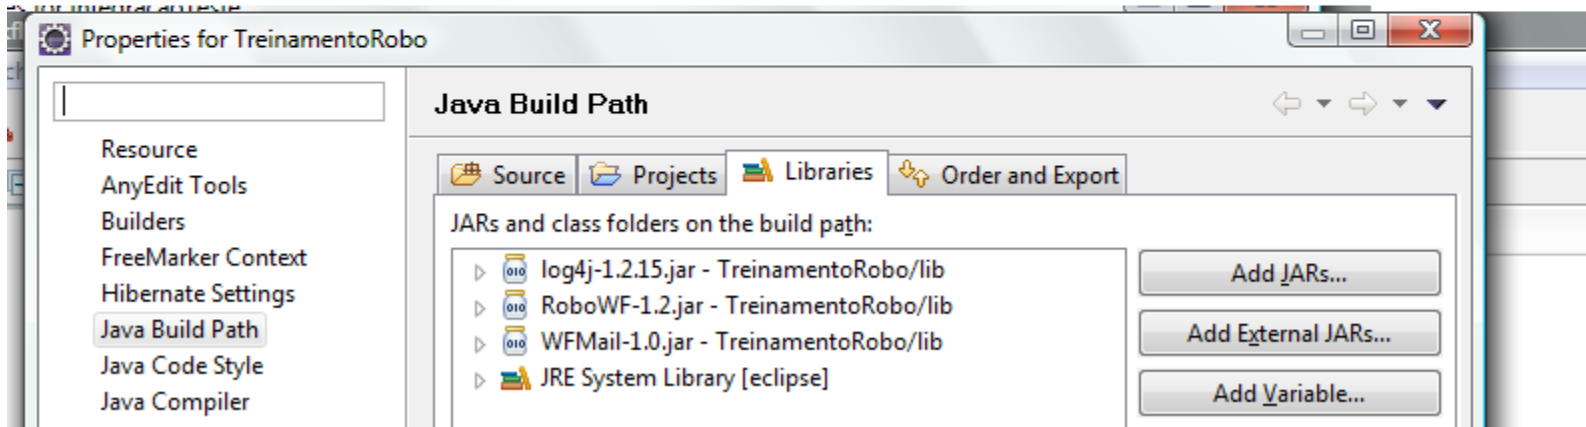 Properties for TreinamentoRobo
Java Build Path
Resource
AnyEdit Tools
Builders
FreeMarker Context
Hibernate Settings
Java Build Path
Java Code Style
Java Compiler
Source Projects Libraries Order and Export
JARs and class folders on the build path:
log4j-1.2.15.jar - TreinamentoRobo/lib
RoboWF-1.2.jar - TreinamentoRobo/lib
WFMail-1.0.jar - TreinamentoRobo/lib
JRE System Library [eclipse]
Add JARs...
Add External JARs...
Add Variable...